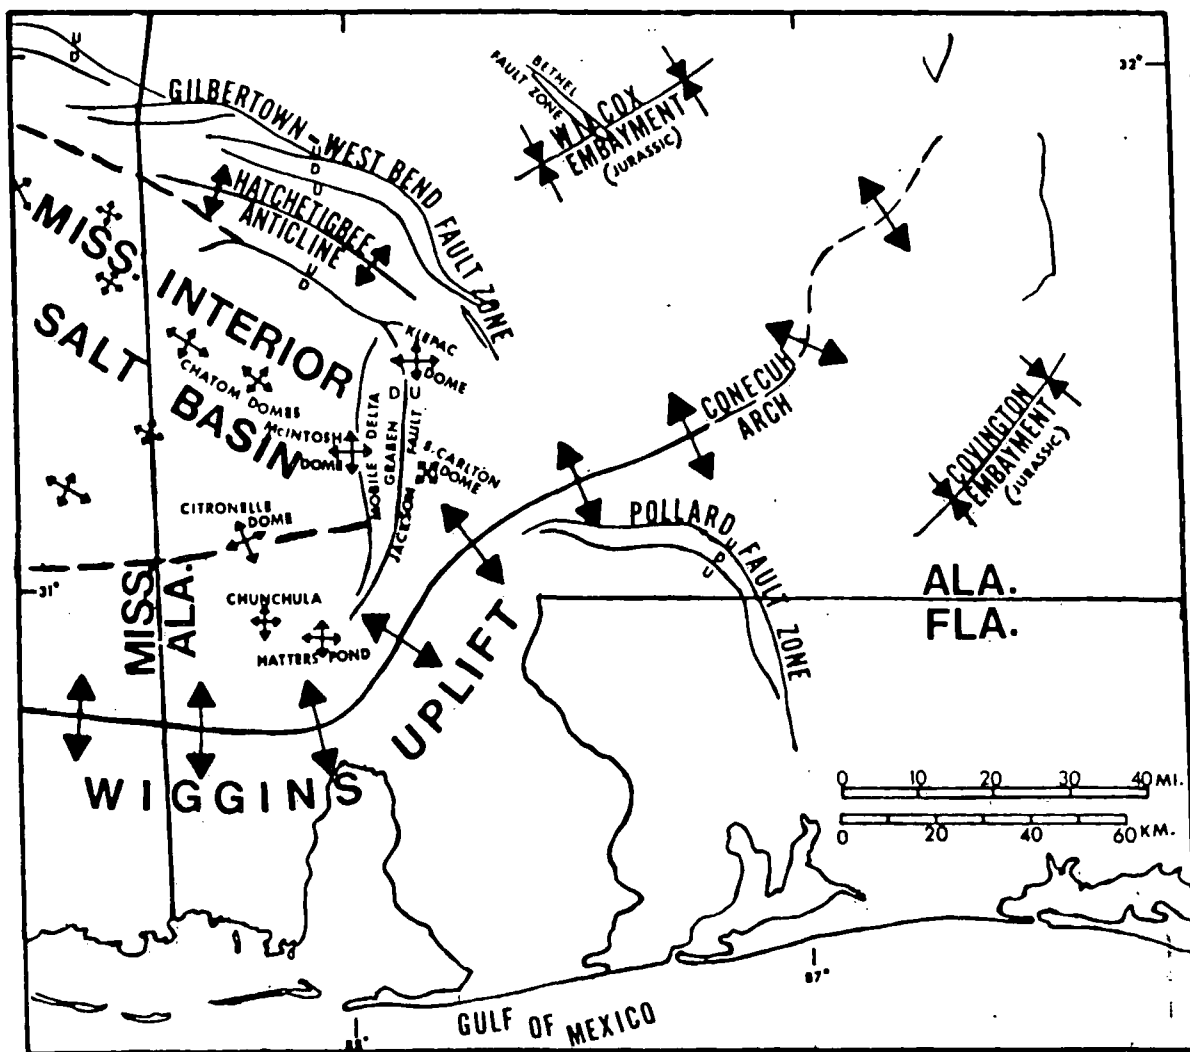 U
D
32°
BETHEL
FAULT ZONE
WILCOX
EMBAYMENT
(JURASSIC)
GILBERTOWN - WEST BEND FAULT ZONE
U
D
U
HATCHETIGBEE
ANTICLINE
U
D
MISS. INTERIOR
SALT BASIN
KLEPAC
DOME
D U
CHATOM DOMES
MCINTOSH
DOME
MOBILE DELTA
GRABEN
JACKSON FAULT
S. CARLTON
DOME
CONECUH
ARCH
COVINGTON
EMBAYMENT
(JURASSIC)
CITRONELLE
DOME
POLLARD FAULT ZONE
U
D
U
31°
MISS
ALA.
ALA.
FLA.
CHUNCHULA
HATTERS POND
WIGGINS UPLIFT
0 10 20 30 40 MI.
0 20 40 60 KM.
87°
88°
GULF OF MEXICO